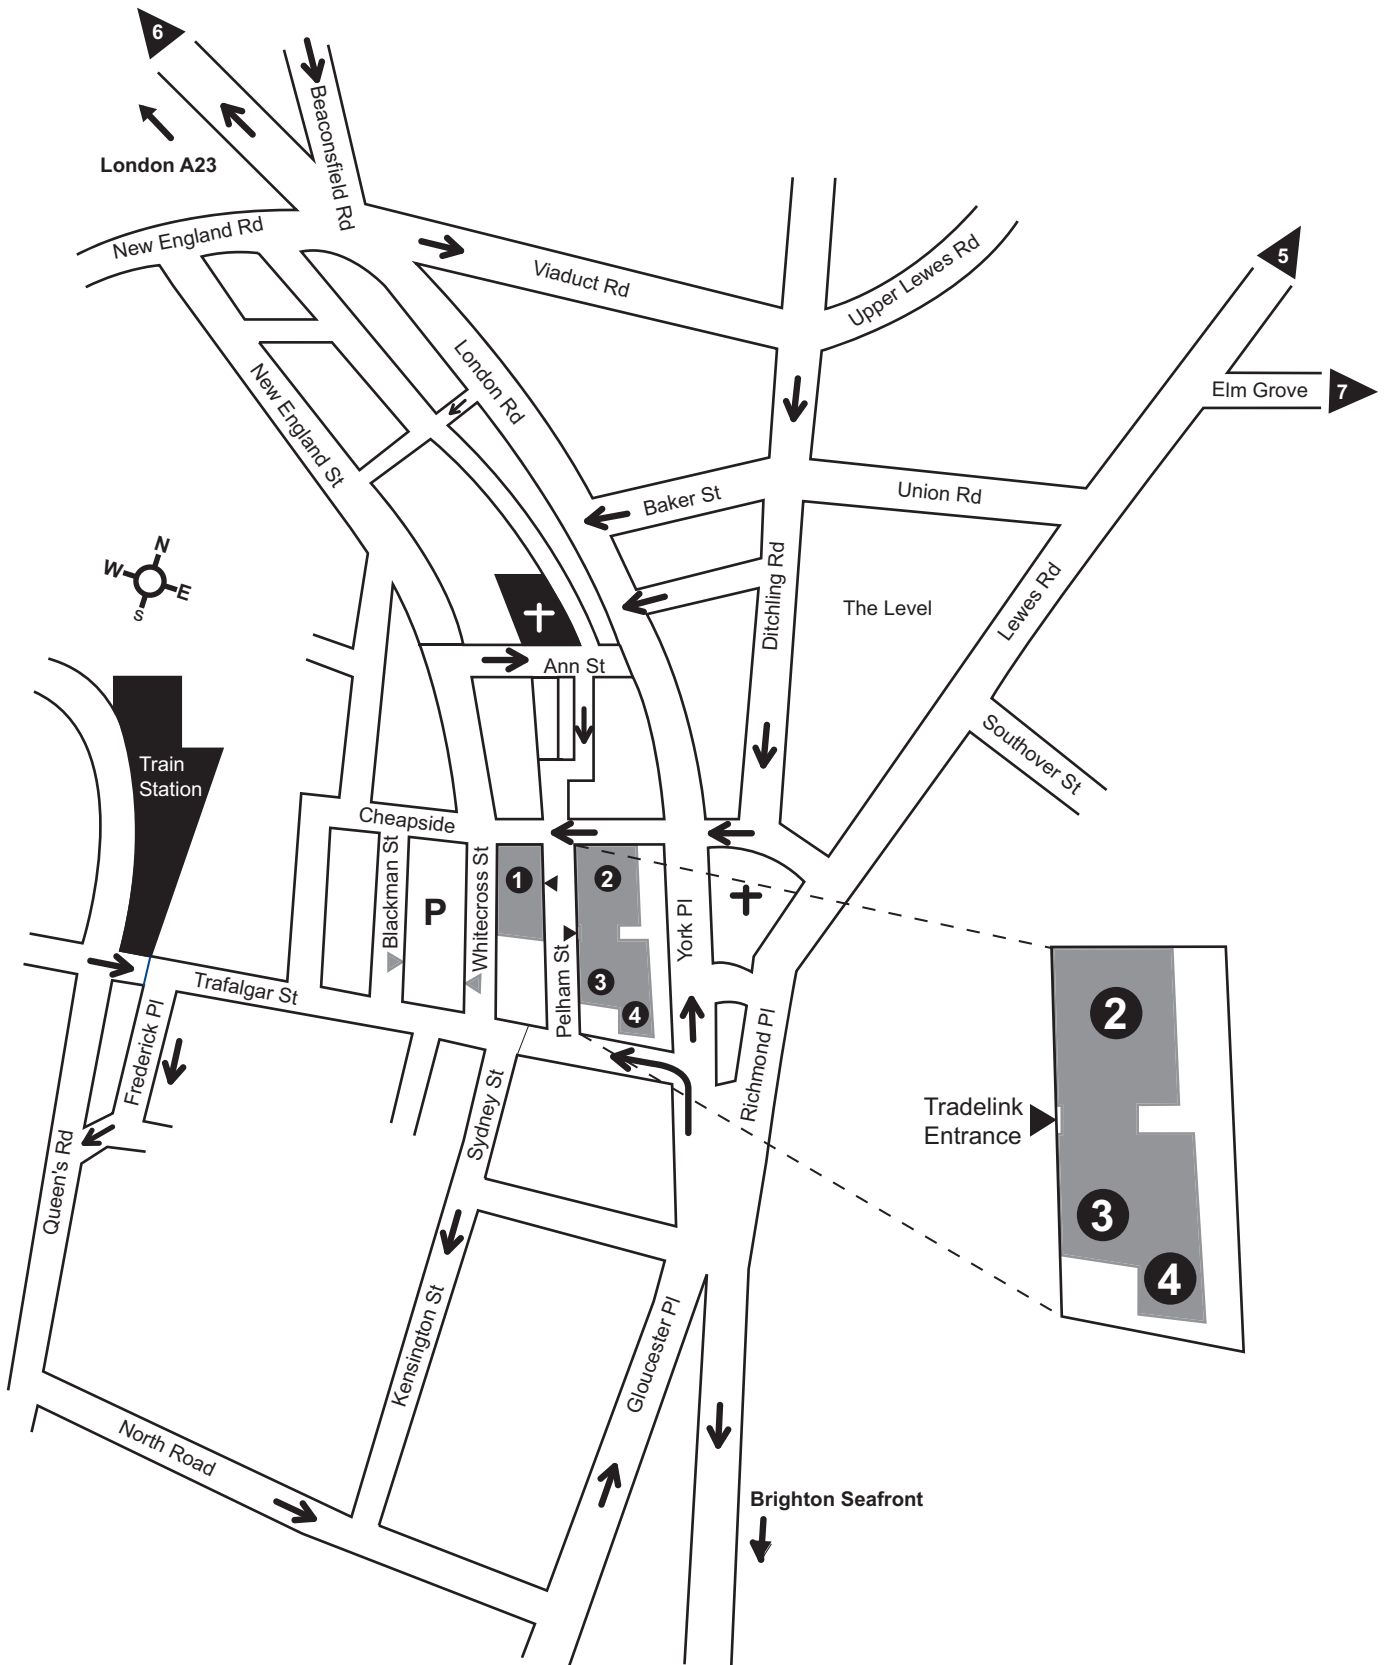 6
London A23
Beaconsfield Rd
New England Rd
Viaduct Rd
Upper Lewes Rd
5
Elm Grove
7
London Rd
New England St
Baker St
Union Rd
N
W
E
S
Ditchling Rd
The Level
Lewes Rd
Ann St
Southover St
Train
Station
Cheapside
Blackman St
P
Whitecross St
1
2
York Pl
Pelham St
3
4
Trafalgar St
Frederick Pl
Richmond Pl
2
Tradelink
Entrance
3
4
Queen's Rd
Sydney St
Kensington St
Gloucester Pl
North Road
Brighton Seafront